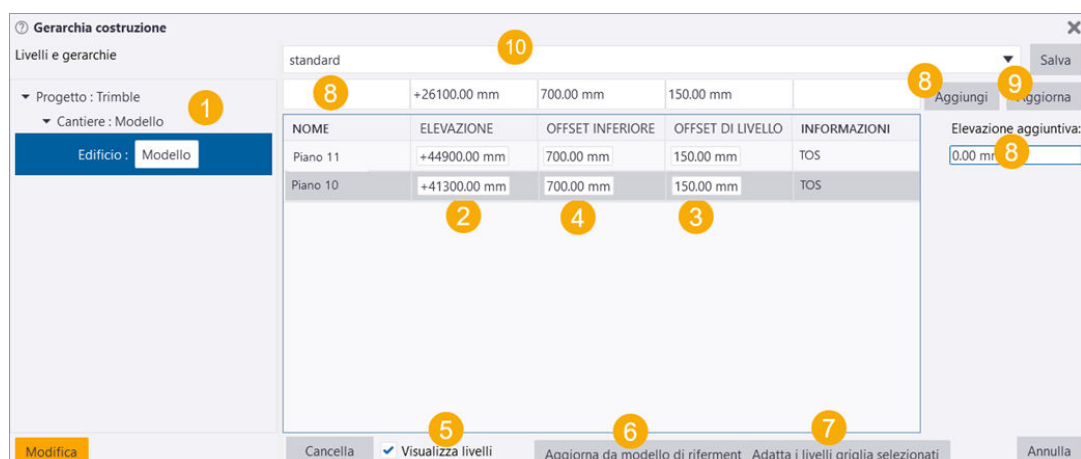 ? Gerarchia costruzione
Livelli e gerarchie
standard 10 Salva
Progetto : Trimble 1
Cantiere : Modello
Edificio : Modello
8 +26100.00 mm 700.00 mm 150.00 mm 8 Aggiungi 9 Aggiorna
NOME ELEVAZIONE OFFSET INFERIORE OFFSET DI LIVELLO INFORMAZIONI
Piano 11 +44900.00 mm 700.00 mm 150.00 mm TOS
Piano 10 +41300.00 mm 700.00 mm 150.00 mm TOS
2 4 3
Elevazione aggiuntiva:
0.00 mm 8
5 6 7
Modifica Cancella Visualizza livelli Aggiorna da modello di riferment Adatta i livelli griglia selezionati Annulla